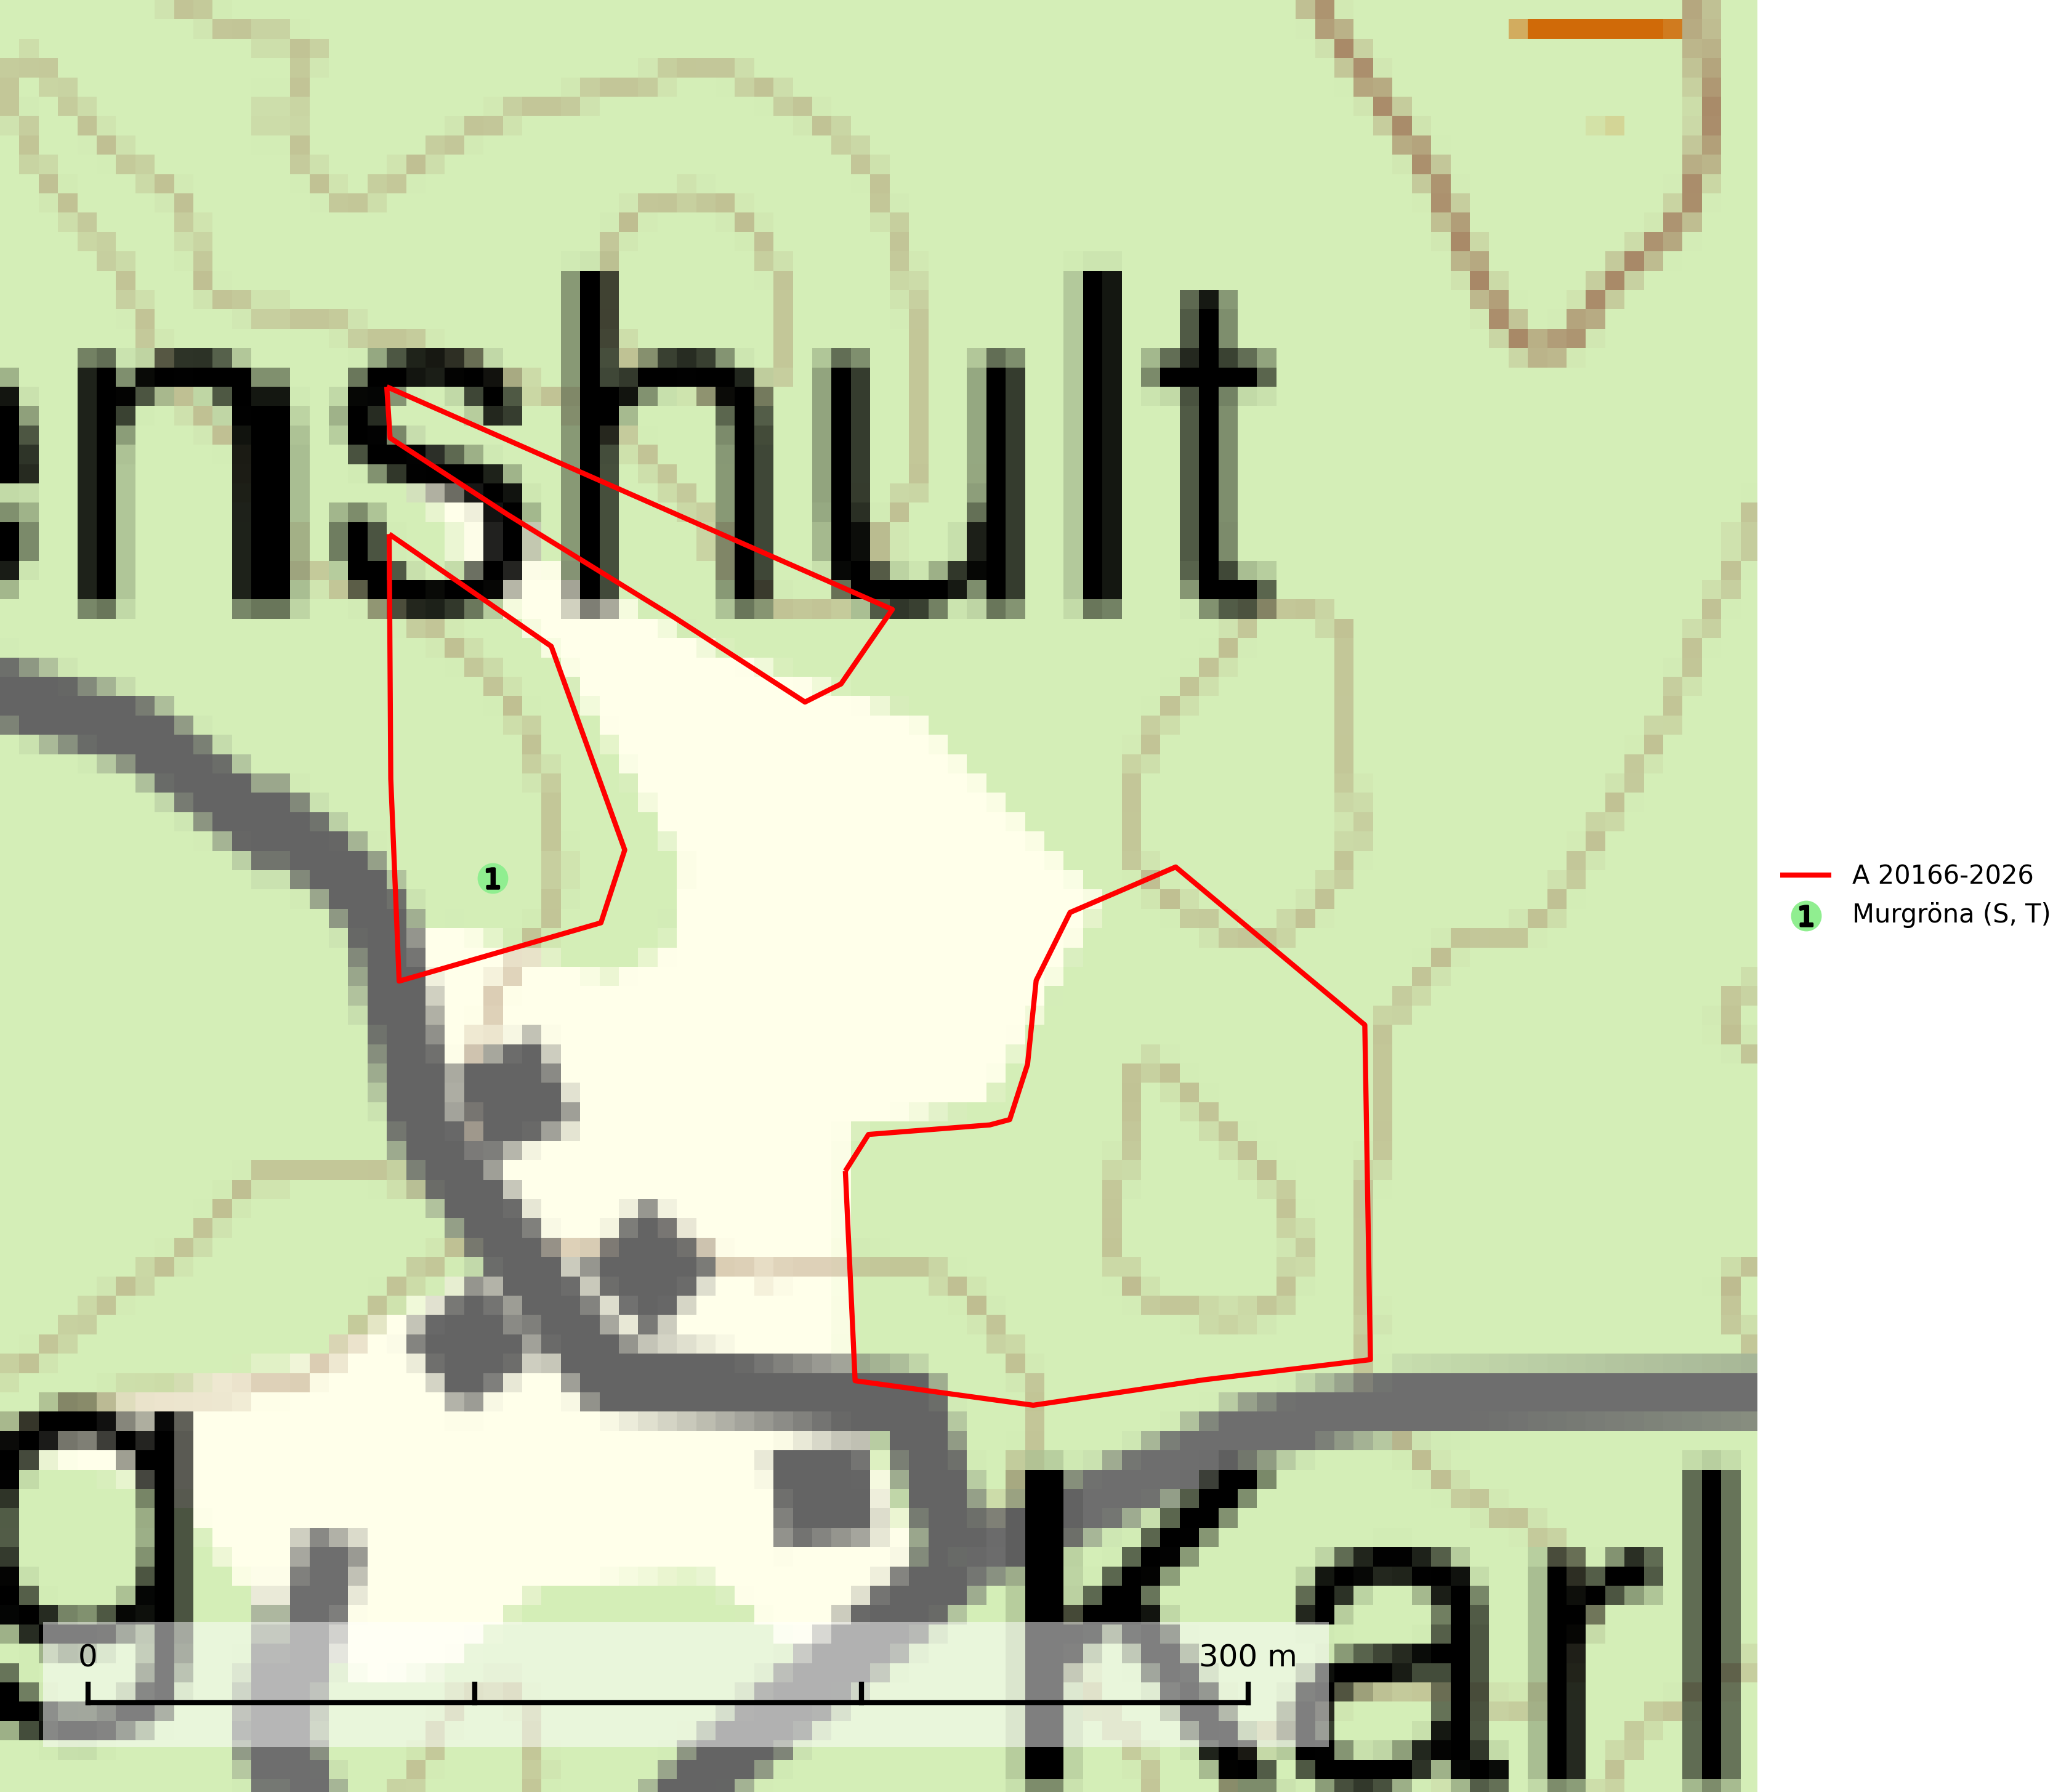 enshult
A 20166-2026
1 Murgröna (S, T)
1
Karl
0 300 m